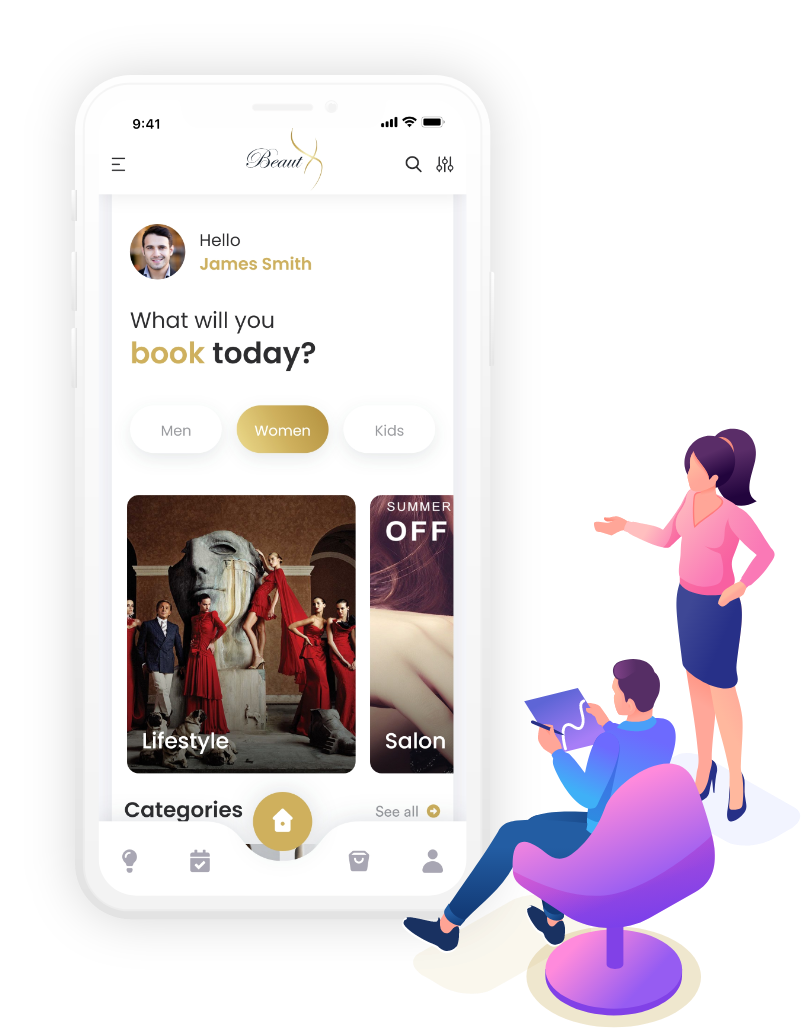 9:41
Beaut
Hello
James Smith
What will you
book today?
Men
Women
Kids
SUMMER
OFF
Lifestyle
Salon
Categories
See all